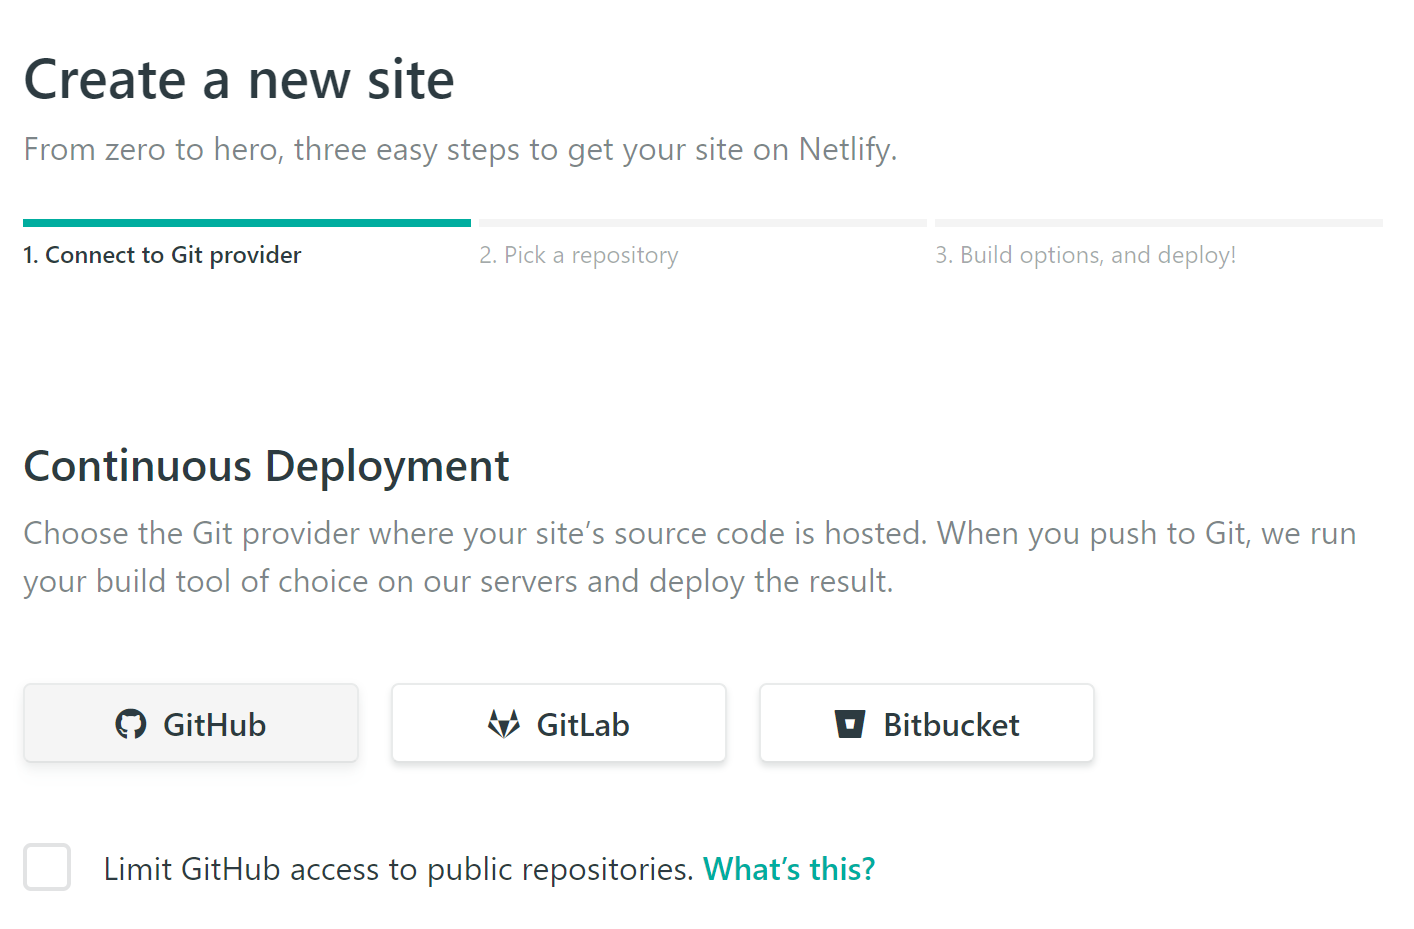 Create a new site
From zero to hero, three easy steps to get your site on Netlify.
1. Connect to Git provider
2. Pick a repository
3. Build options, and deploy!
Continuous Deployment
Choose the Git provider where your site’s source code is hosted. When you push to Git, we run
your build tool of choice on our servers and deploy the result.
GitHub
GitLab
Bitbucket
Limit GitHub access to public repositories. What’s this?